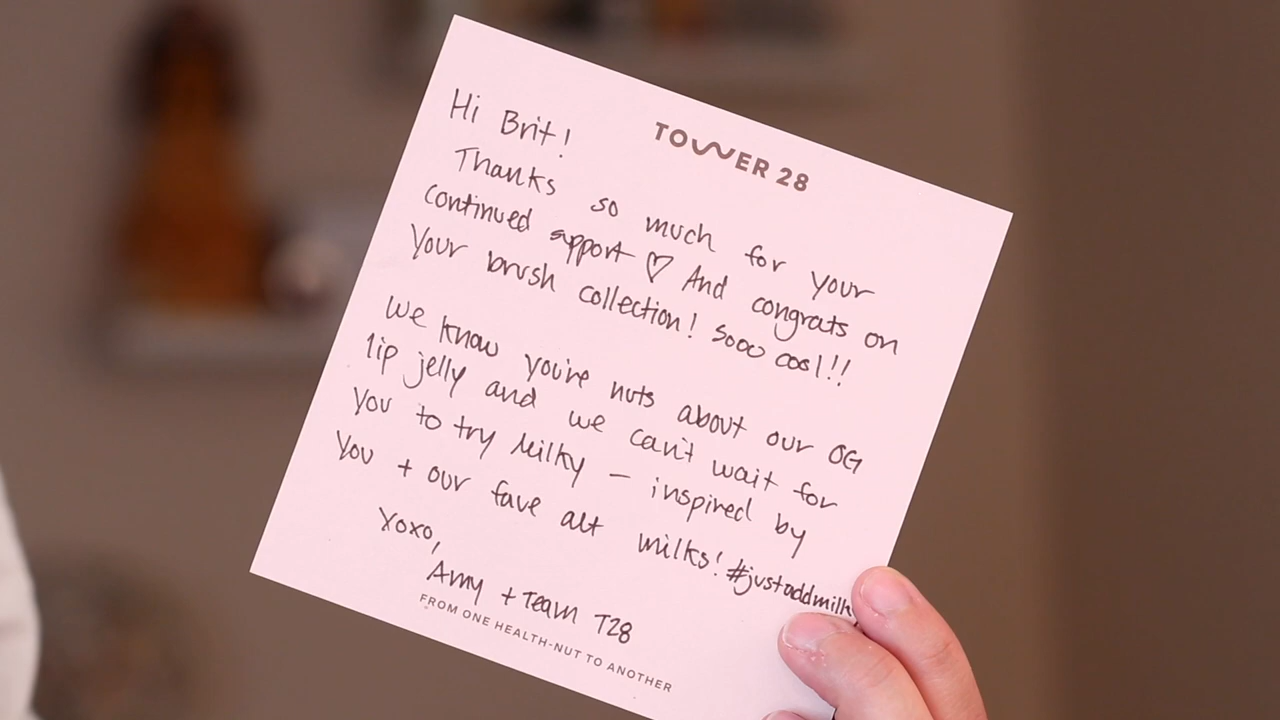 TOWER 28
Hi Brit!
Thanks so much for your
continued support ♡ And congrats on
your brush collection! sooo cool!!
We know you're nuts about our OG
lip jelly and we can't wait for
you to try Milky – inspired by
you + our fave alt milks! #justaddmilk
xoxo,
Amy + Team T28
FROM ONE HEALTH-NUT TO ANOTHER